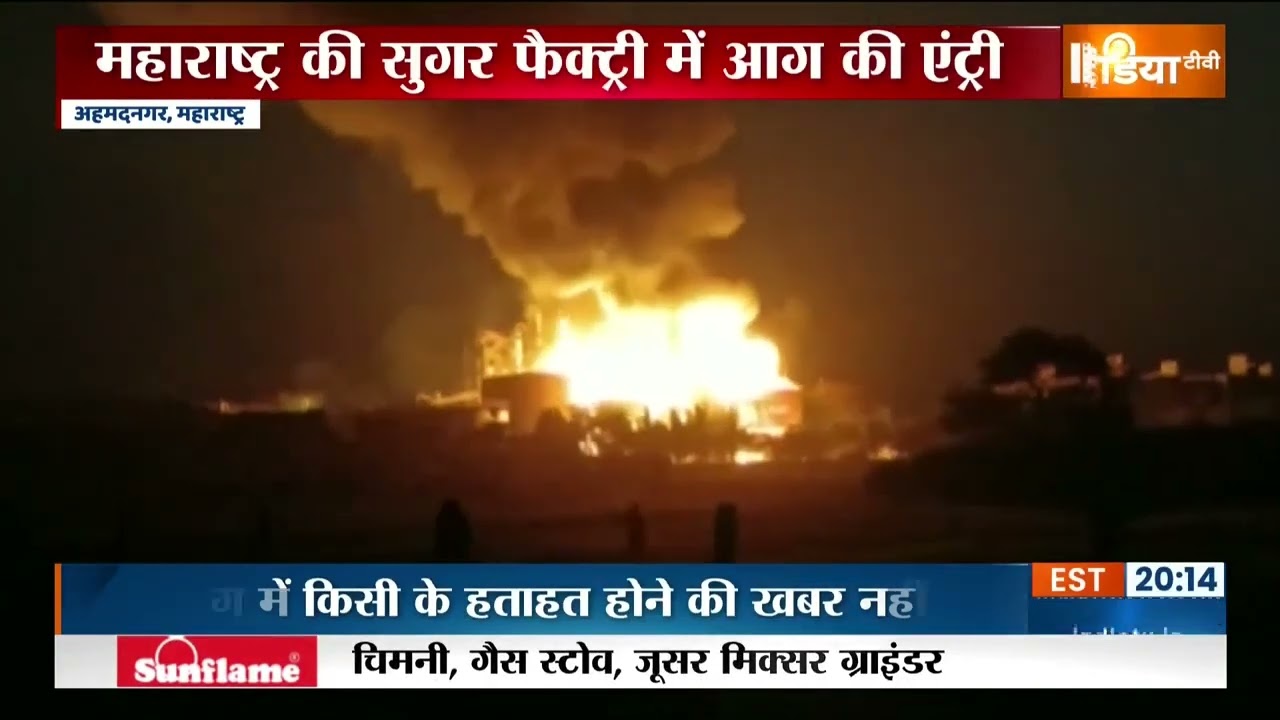 महाराष्ट्र की सुगर फैक्ट्री में आग की एंट्री
इंडिया टीवी
अहमदनगर, महाराष्ट्र
में किसी के हताहत होने की खबर
EST 20:14
Sunflame®
चिमनी, गैस स्टोव, जूसर मिक्सर ग्राइंडर